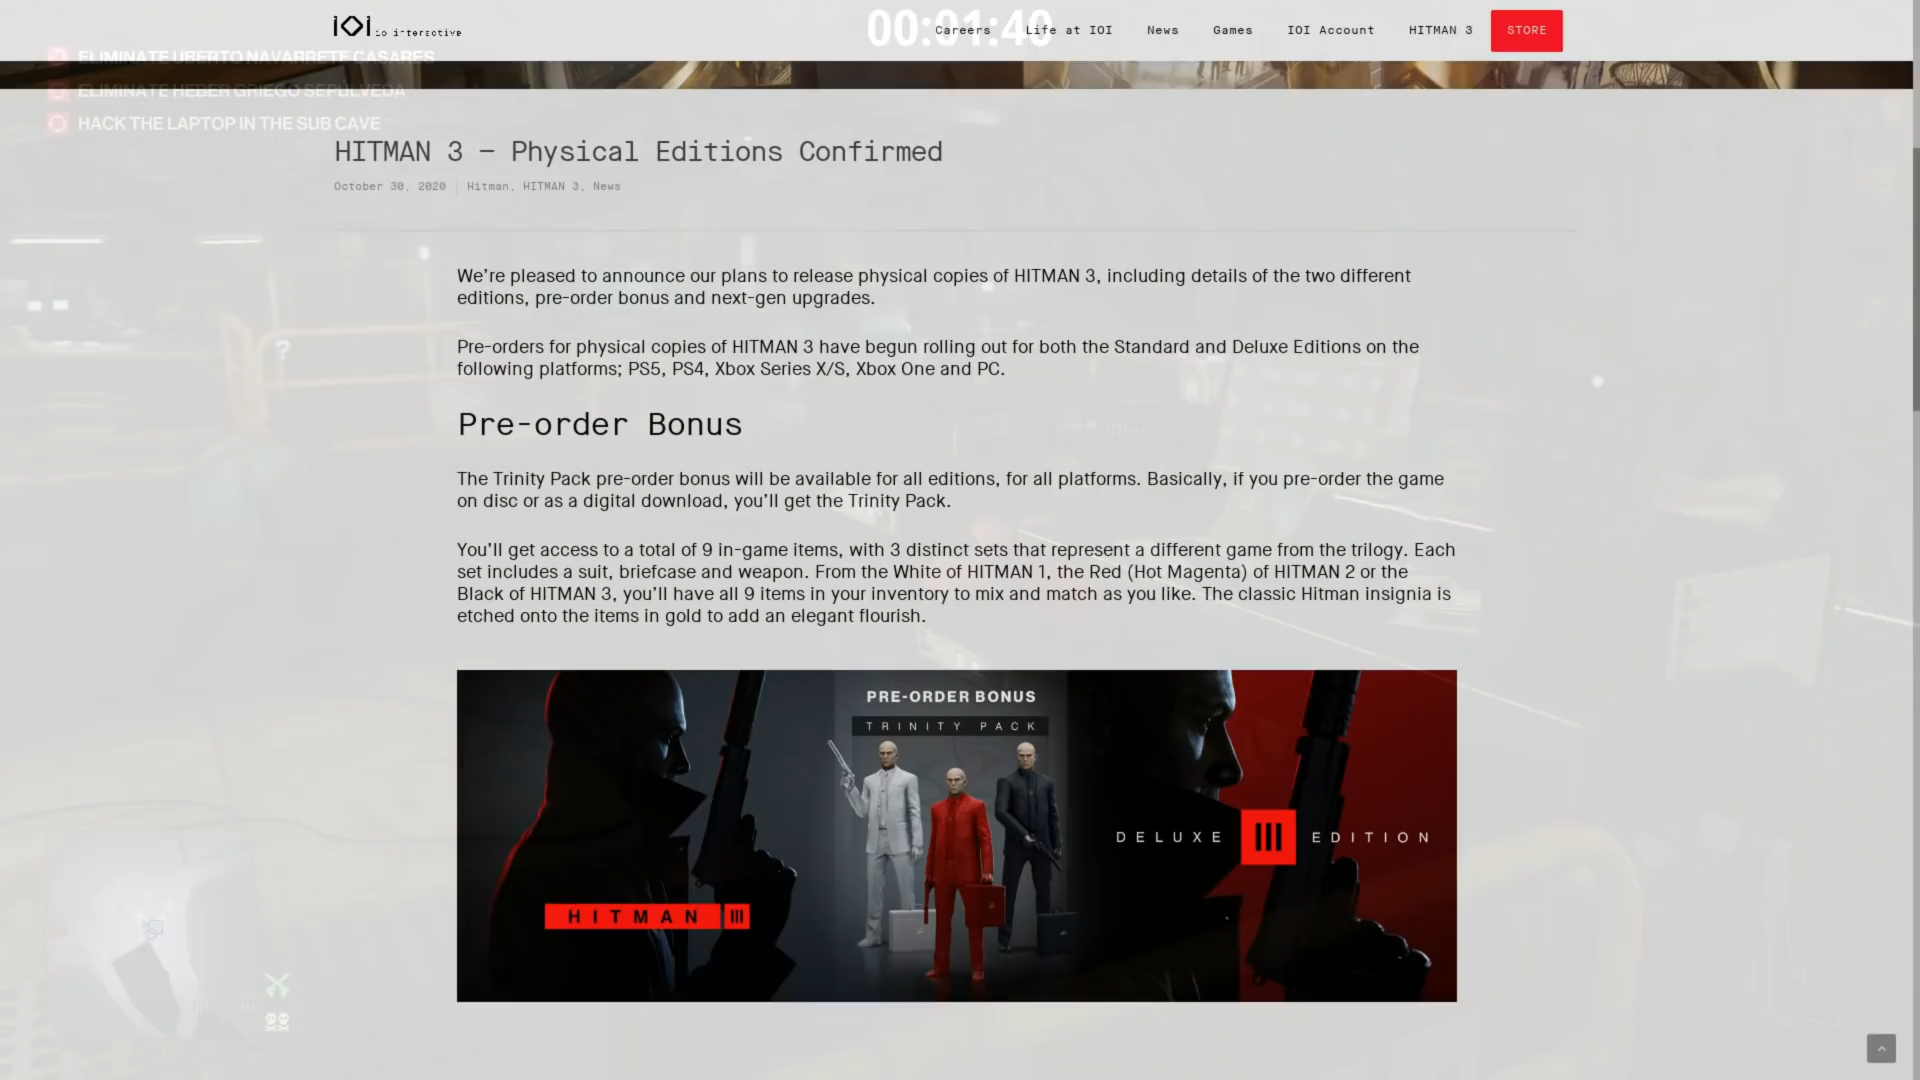 IOI io interactive
00:01:40
Careers
Life at IOI
News
Games
IOI Account
HITMAN 3
STORE
ELIMINATE UBERTO NAVARRETE CASARES
ELIMINATE HEBER GRIEGO SEPÚLVEDA
HACK THE LAPTOP IN THE SUB CAVE
HITMAN 3 – Physical Editions Confirmed
October 30, 2020 | Hitman, HITMAN 3, News
We’re pleased to announce our plans to release physical copies of HITMAN 3, including details of the two different
editions, pre-order bonus and next-gen upgrades.
Pre-orders for physical copies of HITMAN 3 have begun rolling out for both the Standard and Deluxe Editions on the
following platforms; PS5, PS4, Xbox Series X/S, Xbox One and PC.
Pre-order Bonus
The Trinity Pack pre-order bonus will be available for all editions, for all platforms. Basically, if you pre-order the game
on disc or as a digital download, you’ll get the Trinity Pack.
You’ll get access to a total of 9 in-game items, with 3 distinct sets that represent a different game from the trilogy. Each
set includes a suit, briefcase and weapon. From the White of HITMAN 1, the Red (Hot Magenta) of HITMAN 2 or the
Black of HITMAN 3, you’ll have all 9 items in your inventory to mix and match as you like. The classic Hitman insignia is
etched onto the items in gold to add an elegant flourish.
PRE-ORDER BONUS
TRINITY PACK
DELUXE III EDITION
HITMAN III
?